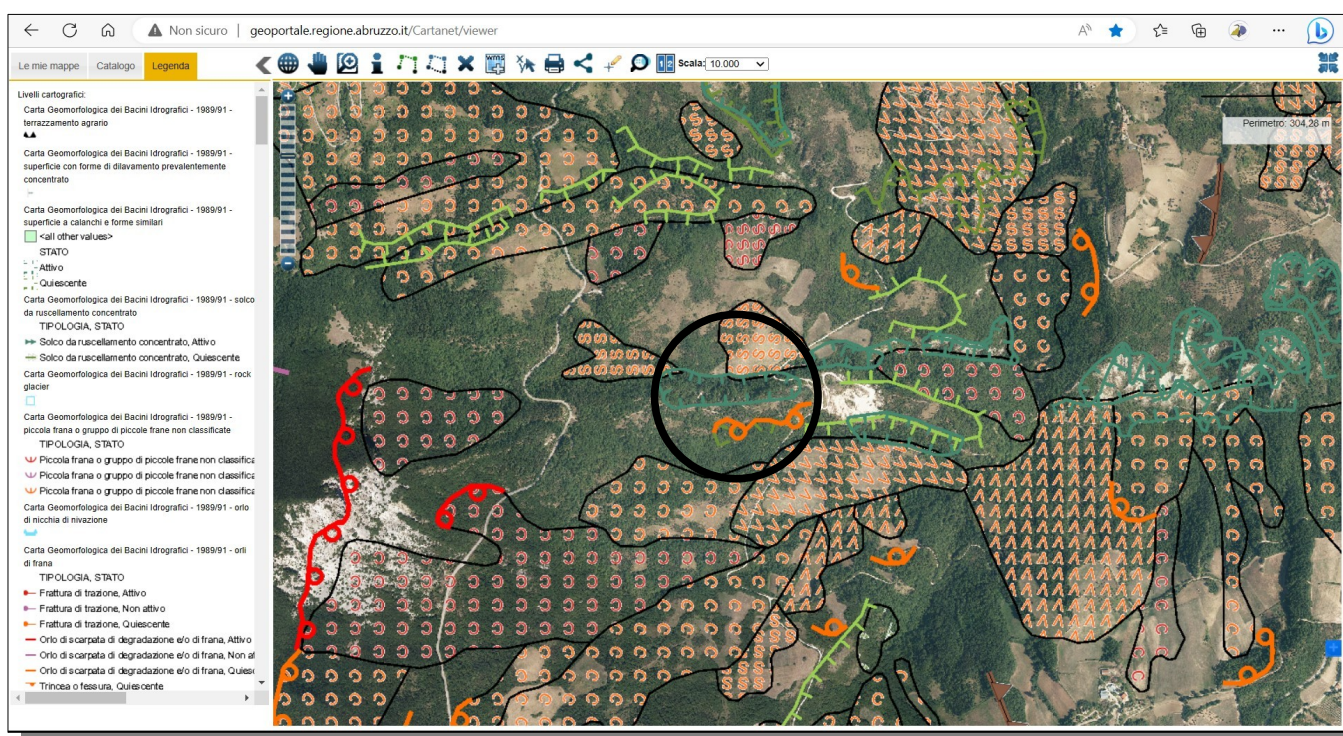 Non sicuro | geoportale.regione.abruzzo.it/Cartanet/viewer
Le mie mappe Catalogo Legenda
Scala: 10.000
Perimetro: 304,26 m
Livelli cartografici:
Carta Geomorfologica dei Bacini Idrografici - 1989/91 -
terrazzamento agrario
Carta Geomorfologica dei Bacini Idrografici - 1989/91 -
superficie con forme di dilavamento prevalentemente
concentrato
Carta Geomorfologica dei Bacini Idrografici - 1989/91 -
superficie a calanchi e forme similari
<all other values>
STATO
Attivo
Quiescente
Carta Geomorfologica dei Bacini Idrografici - 1989/91 - solco
da ruscellamento concentrato
TIPOLOGIA, STATO
Solco da ruscellamento concentrato, Attivo
Solco da ruscellamento concentrato, Quiescente
Carta Geomorfologica dei Bacini Idrografici - 1989/91 - rock
glacier
Carta Geomorfologica dei Bacini Idrografici - 1989/91 -
piccola frana o gruppo di piccole frane non classificate
TIPOLOGIA, STATO
Piccola frana o gruppo di piccole frane non classifica
Piccola frana o gruppo di piccole frane non classifica
Piccola frana o gruppo di piccole frane non classifica
Carta Geomorfologica dei Bacini Idrografici - 1989/91 - orlo
di nicchia di nivazione
Carta Geomorfologica dei Bacini Idrografici - 1989/91 - orli
di frana
TIPOLOGIA, STATO
Frattura di trazione, Attivo
Frattura di trazione, Non attivo
Frattura di trazione, Quiescente
Orlo di scarpata di degradazione e/o di frana, Attivo
Orlo di scarpata di degradazione e/o di frana, Non at
Orlo di scarpata di degradazione e/o di frana, Quiesc
Trincea o fessura, Quiescente